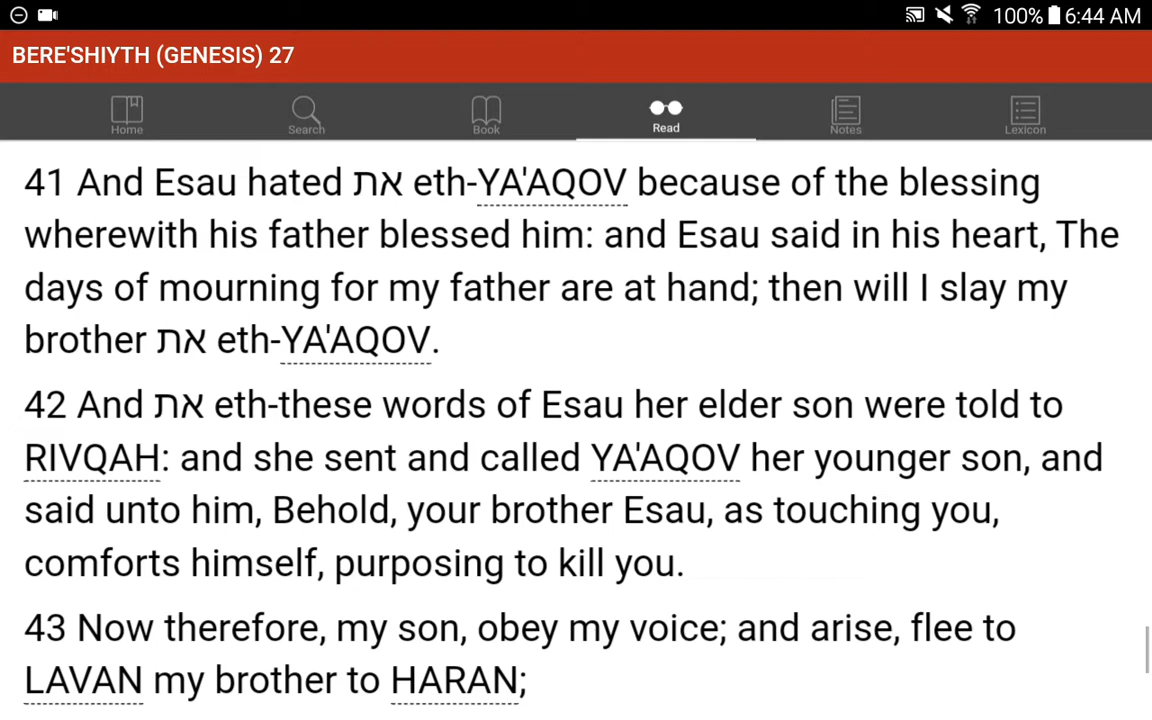 100% 6:44 AM
BERE'SHIYTH (GENESIS) 27
Home Search Book Read Notes Lexicon
41 And Esau hated את eth-YA'AQOV because of the blessing
wherewith his father blessed him: and Esau said in his heart, The
days of mourning for my father are at hand; then will I slay my
brother את eth-YA'AQOV.
42 And את eth-these words of Esau her elder son were told to
RIVQAH: and she sent and called YA'AQOV her younger son, and
said unto him, Behold, your brother Esau, as touching you,
comforts himself, purposing to kill you.
43 Now therefore, my son, obey my voice; and arise, flee to
LAVAN my brother to HARAN;